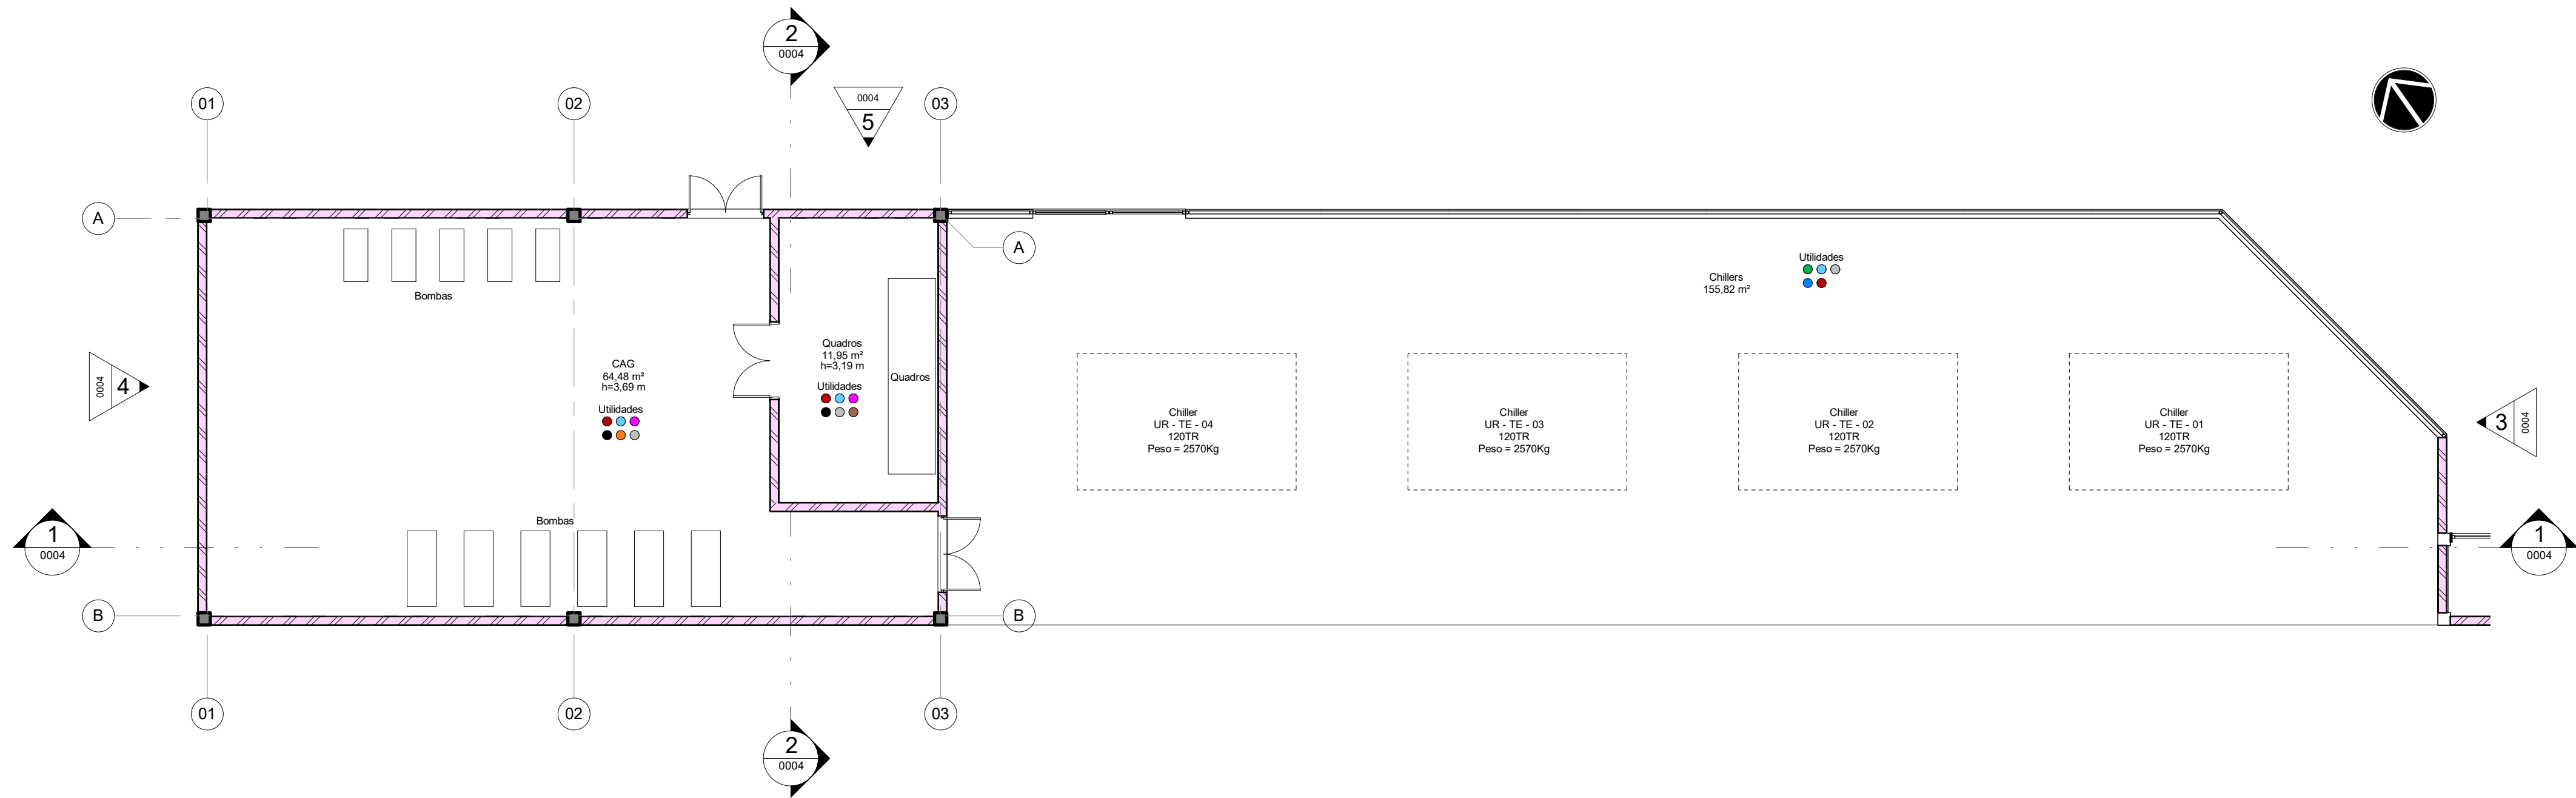 2
0004
01
02
0004
5
03
A
A
Utilidades
Chillers
155,82 m²
Bombas
CAG
64,48 m²
h=3,69 m
Utilidades
Quadros
11,95 m²
h=3,19 m
Utilidades
Quadros
0004
4
Chiller
UR - TE - 04
120TR
Peso = 2570Kg
Chiller
UR - TE - 03
120TR
Peso = 2570Kg
Chiller
UR - TE - 02
120TR
Peso = 2570Kg
Chiller
UR - TE - 01
120TR
Peso = 2570Kg
3
0004
Bombas
1
0004
1
0004
B
B
01
02
03
2
0004